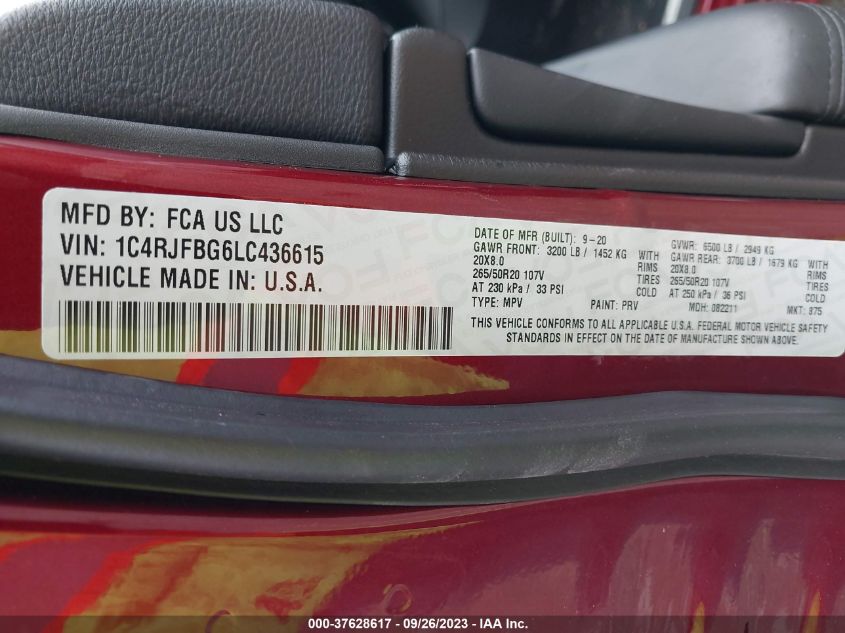 MFD BY: FCA US LLC
VIN: 1C4RJFBG6LC436615
VEHICLE MADE IN: U.S.A.
DATE OF MFR (BUILT): 9-20 GVWR: 6500 LB / 2949 KG
GAWR FRONT: 3200 LB / 1452 KG GAWR REAR: 3700 LB / 1679 KG
20X8.0 RIMS 20X8.0 RIMS
265/50R20 107V TIRES 265/50R20 107V TIRES
AT 230 kPa / 33 PSI COLD AT 250 kPa / 36 PSI COLD
TYPE: MPV PAINT: PRV MDH: 082211 MKT: 875
THIS VEHICLE CONFORMS TO ALL APPLICABLE U.S.A. FEDERAL MOTOR VEHICLE SAFETY
STANDARDS IN EFFECT ON THE DATE OF MANUFACTURE SHOWN ABOVE.
000-37628617 - 09/26/2023 - IAA Inc.